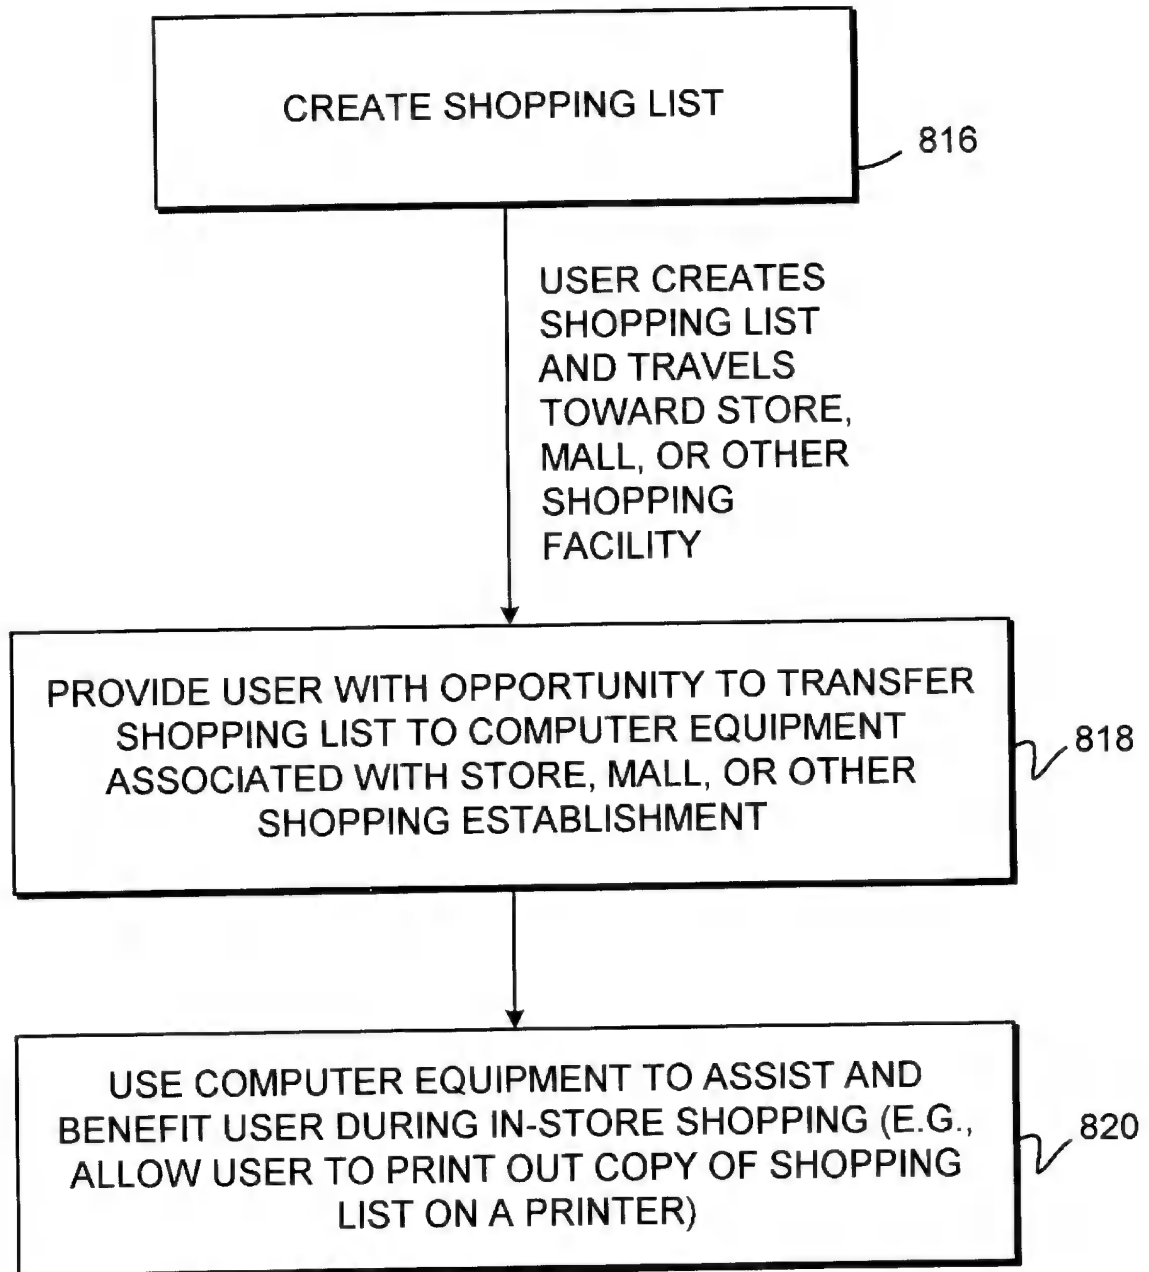 CREATE SHOPPING LIST
816
USER CREATES
SHOPPING LIST
AND TRAVELS
TOWARD STORE,
MALL, OR OTHER
SHOPPING
FACILITY
PROVIDE USER WITH OPPORTUNITY TO TRANSFER
SHOPPING LIST TO COMPUTER EQUIPMENT
ASSOCIATED WITH STORE, MALL, OR OTHER
SHOPPING ESTABLISHMENT
818
USE COMPUTER EQUIPMENT TO ASSIST AND
BENEFIT USER DURING IN-STORE SHOPPING (E.G.,
ALLOW USER TO PRINT OUT COPY OF SHOPPING
LIST ON A PRINTER)
820